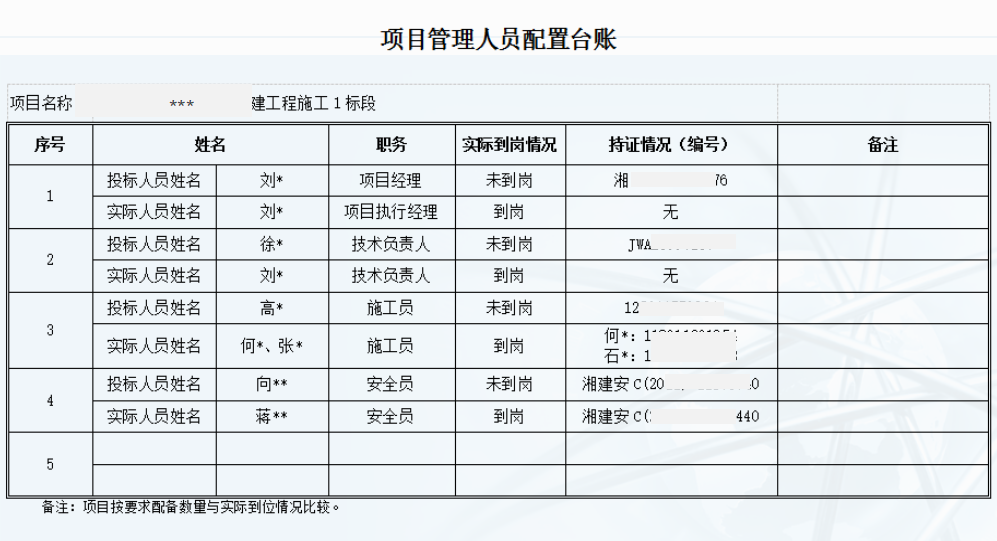 项目管理人员配置台账
项目名称 *** 建工程施工1标段
序号 姓名 职务 实际到岗情况 持证情况（编号） 备注
1 投标人员姓名 刘* 项目经理 未到岗 湘 76
实际人员姓名 刘* 项目执行经理 到岗 无
2 投标人员姓名 徐* 技术负责人 未到岗 JWA
实际人员姓名 刘* 技术负责人 到岗 无
3 投标人员姓名 高* 施工员 未到岗 12
实际人员姓名 何*、张* 施工员 到岗 何*：1
石*：1
4 投标人员姓名 向** 安全员 未到岗 湘建安C(20 0
实际人员姓名 蒋** 安全员 到岗 湘建安C( 440
5
备注：项目按要求配备数量与实际到位情况比较。